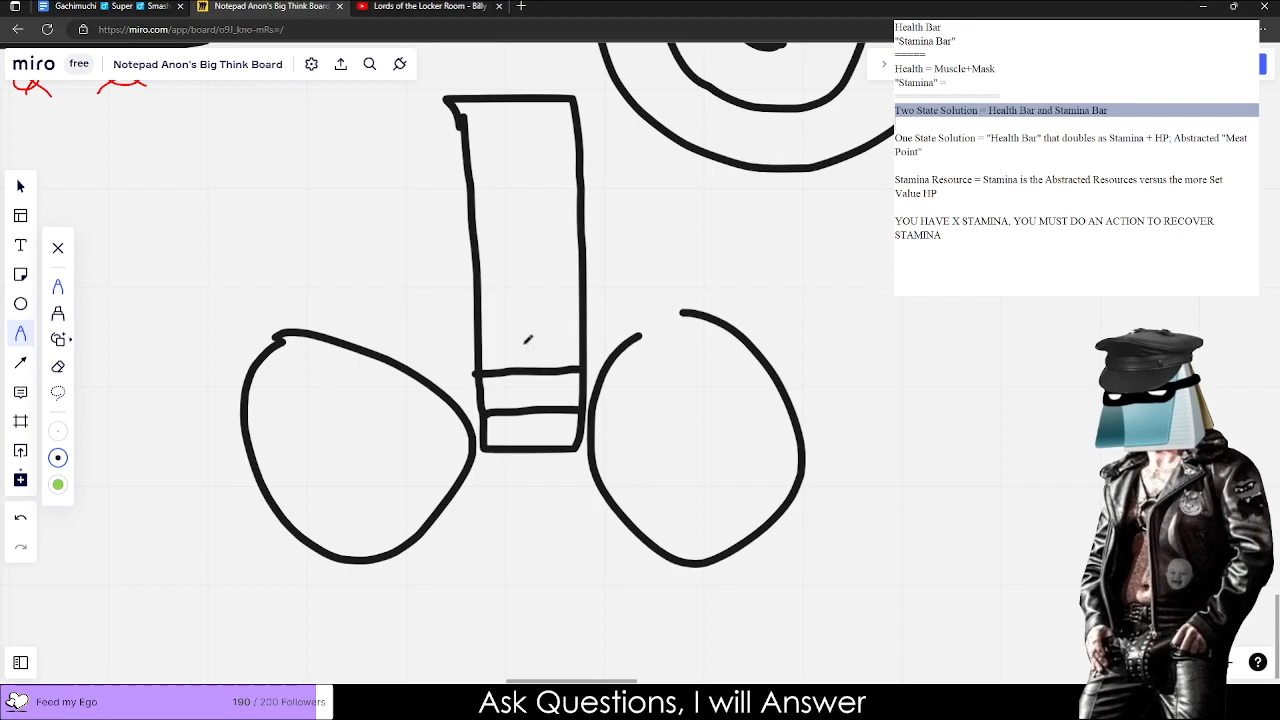 Gachimuchi
Super
Super
Gmash
Notepad Anon's Big Think Board
Lords of the Locker Room - Billy
miro.com/app/board/o9J_kno-mRs=/
miro
free
Notepad Anon's Big Think Board
Health Bar
"Stamina Bar"
=====
Health = Muscle+Mask
"Stamina" =
Two State Solution = Health Bar and Stamina Bar
One State Solution = "Health Bar" that doubles as Stamina + HP; Abstracted "Meat
Point"
Stamina Resource = Stamina is the Abstracted Resources versus the more Set
Value HP
YOU HAVE X STAMINA, YOU MUST DO AN ACTION TO RECOVER
STAMINA
Feed my Ego
190 / 200 Followers
Ask Questions, I will Answer